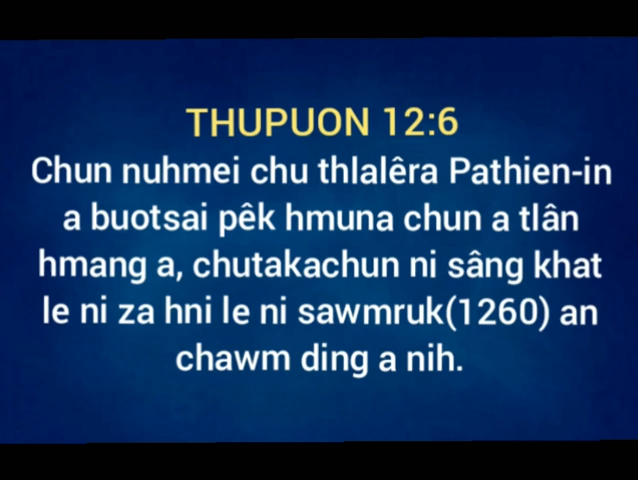 THUPUON 12:6
Chun nuhmei chu thlalêra Pathien-in
a buotsai pêk hmuna chun a tlân
hmang a, chutakachun ni sâng khat
le ni za hni le ni sawmruk(1260) an
chawm ding a nih.